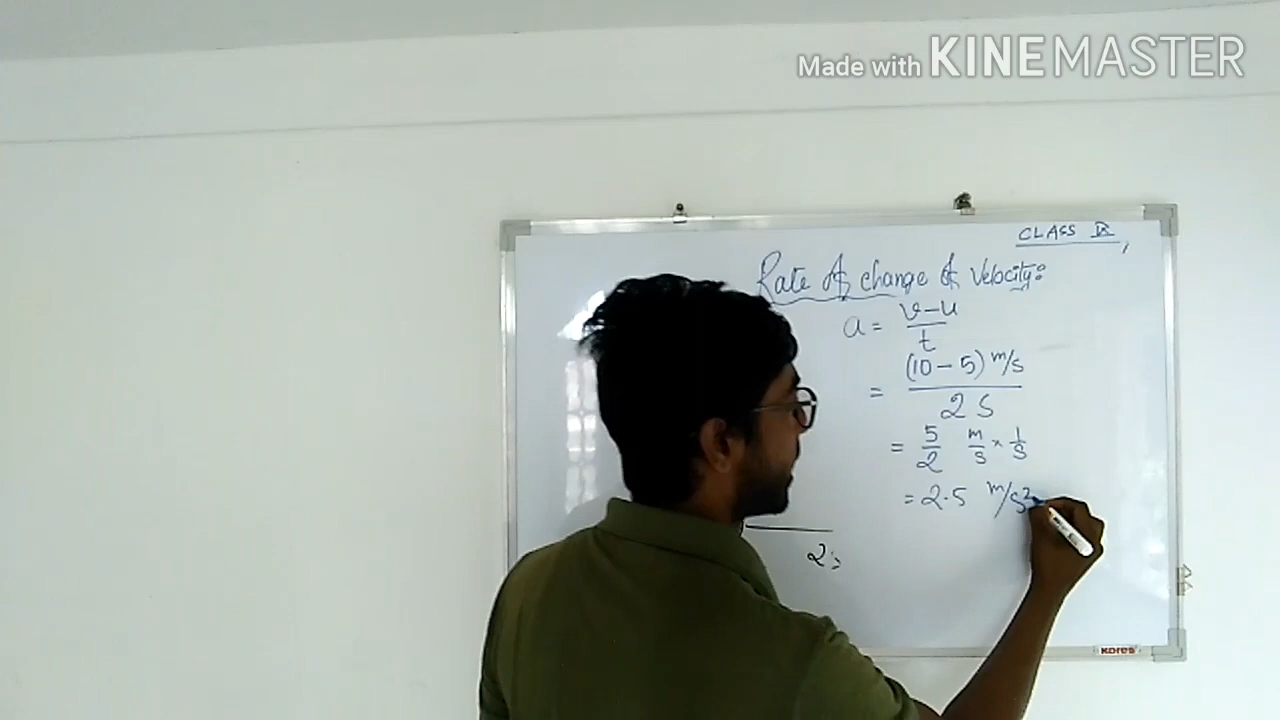 Made with KINEMASTER
CLASS IX,
Rate of change of velocity:
a = v-u/t
= (10-5) m/s / 2 s
= 5/2 m/s × 1/s
= 2.5 m/s²
2s
kores